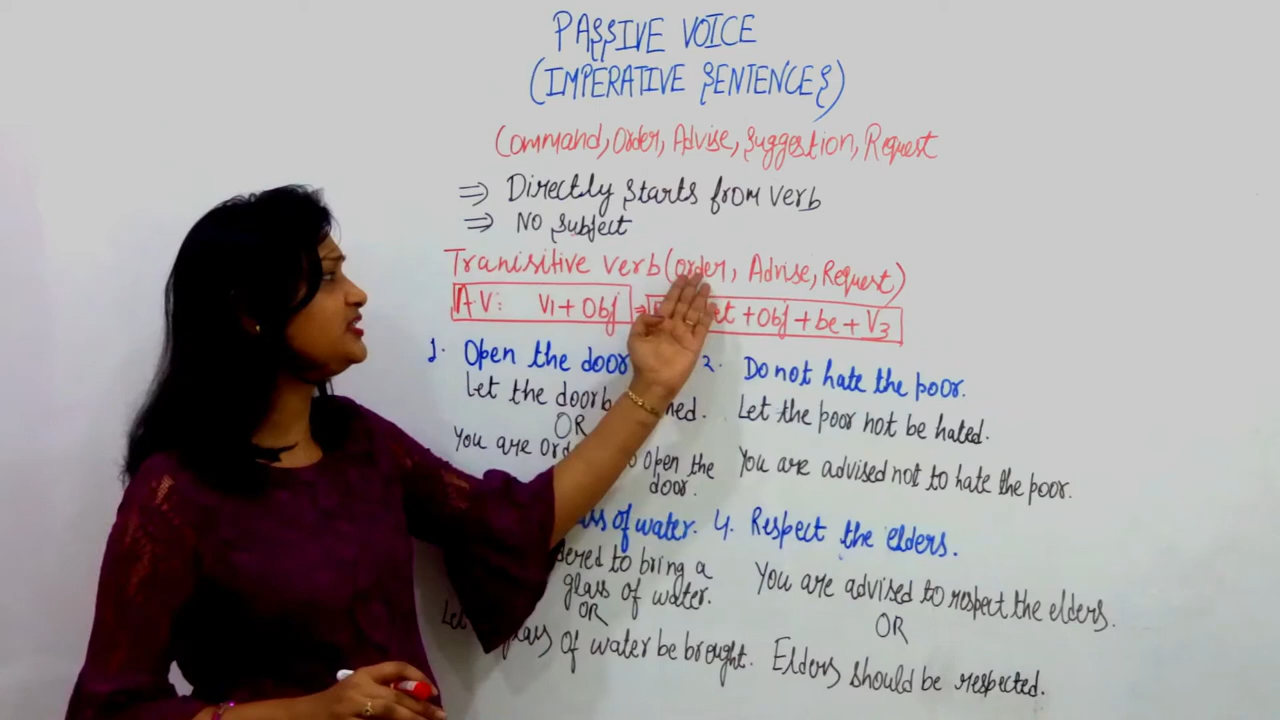 PASSIVE VOICE
(IMPERATIVE SENTENCES)
Command, Order, Advise, Suggestion, Request
⇒ Directly starts from verb
⇒ NO subject
Tranisitive verb (order, Advise, Request)
AV: V1 + Obj ⇒ + Obj + be + V3
1. Open the door
Let the door
OR
You are to open the
door.
2. Do not hate the poor.
Let the poor not be hated.
You are advised not to hate the poor.
of water.
to bring a
glass of water.
OR
of water be brought.
4. Respect the elders.
You are advised to respect the elders.
OR
Elders should be respected.